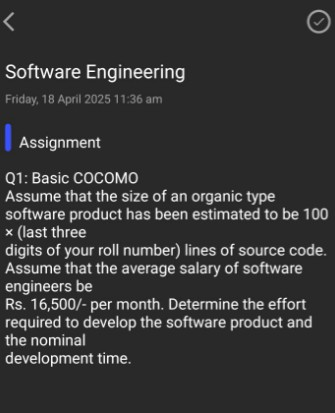 Software Engineering
Friday, 18 April 2025 11:36 am
Assignment
Q1: Basic COCOMO
Assume that the size of an organic type
software product has been estimated to be 100
× (last three
digits of your roll number) lines of source code.
Assume that the average salary of software
engineers be
Rs. 16,500/- per month. Determine the effort
required to develop the software product and
the nominal
development time.